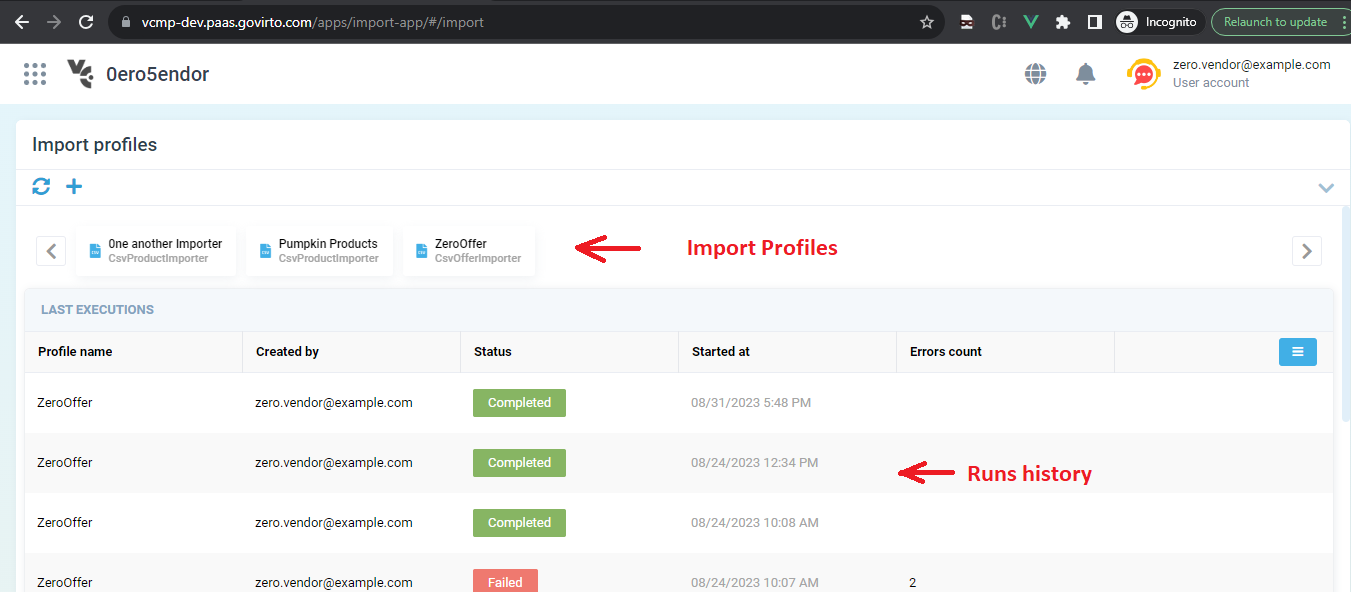 vcmp-dev.paas.govirto.com/apps/import-app/#/import
Incognito
Relaunch to update
0ero5endor
zero.vendor@example.com
User account
Import profiles
0ne another Importer
CsvProductImporter
Pumpkin Products
CsvProductImporter
ZeroOffer
CsvOfferImporter
Import Profiles
LAST EXECUTIONS
Profile name Created by Status Started at Errors count
ZeroOffer zero.vendor@example.com Completed 08/31/2023 5:48 PM
ZeroOffer zero.vendor@example.com Completed 08/24/2023 12:34 PM
Runs history
ZeroOffer zero.vendor@example.com Completed 08/24/2023 10:08 AM
ZeroOffer zero.vendor@example.com Failed 08/24/2023 10:07 AM 2